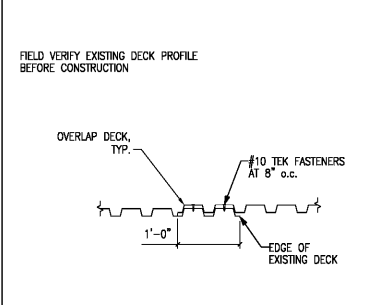 FIELD VERIFY EXISTING DECK PROFILE
BEFORE CONSTRUCTION
OVERLAP DECK,
TYP.
#10 TEK FASTENERS
AT 8" o.c.
1'-0"
EDGE OF
EXISTING DECK